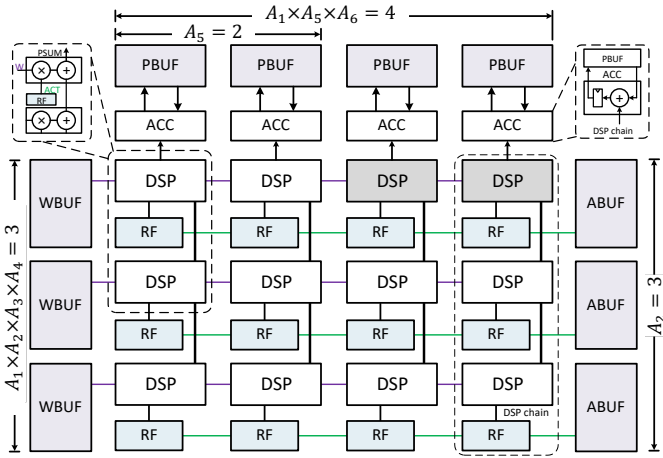 A₁×A₅×A₆ = 4
A₅ = 2
PSUM
W
ACT
RF
PBUF PBUF PBUF PBUF
PBUF
ACC
DSP chain
ACC ACC ACC ACC
A₁×A₂×A₃×A₄ = 3
WBUF DSP DSP DSP DSP ABUF
RF RF RF RF
WBUF DSP DSP DSP DSP ABUF
RF RF RF RF
WBUF DSP DSP DSP DSP ABUF
DSP chain
RF RF RF RF
A₂ = 3